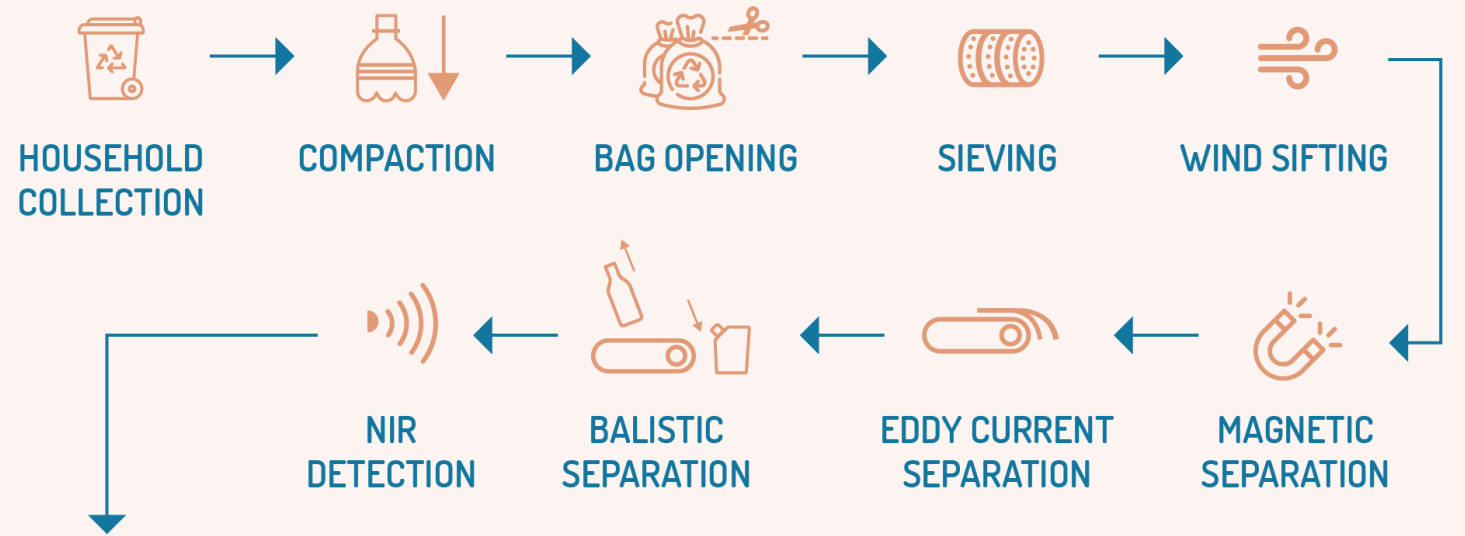 HOUSEHOLD
COLLECTION
COMPACTION
BAG OPENING
SIEVING
WIND SIFTING
MAGNETIC
SEPARATION
EDDY CURRENT
SEPARATION
BALISTIC
SEPARATION
NIR
DETECTION